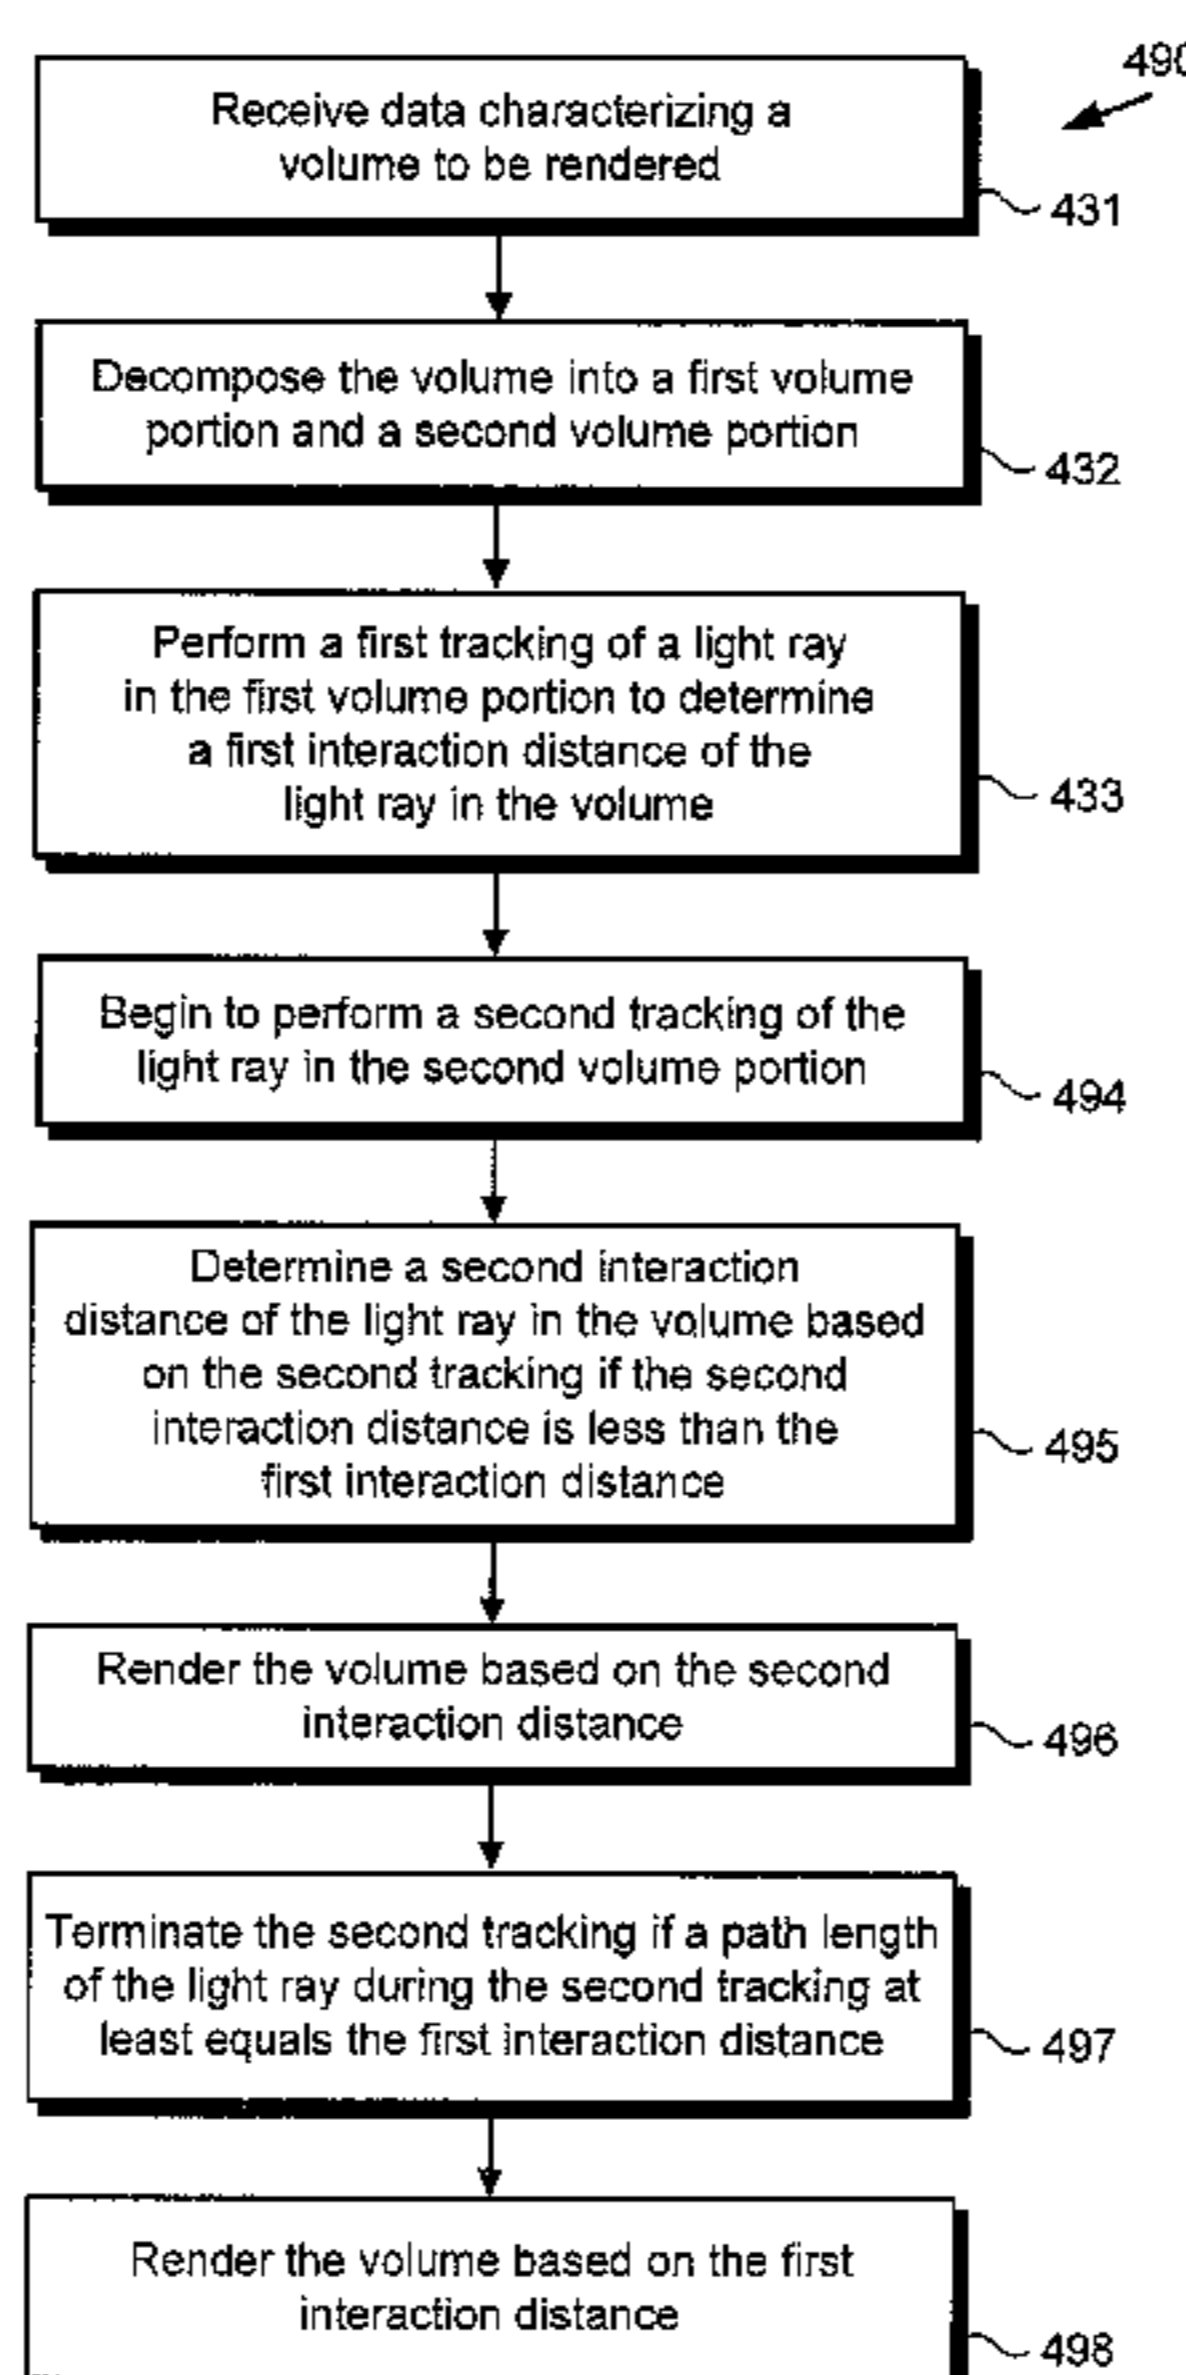 490
Receive data characterizing a
volume to be rendered
431
Decompose the volume into a first volume
portion and a second volume portion
432
Perform a first tracking of a light ray
in the first volume portion to determine
a first interaction distance of the
light ray in the volume
433
Begin to perform a second tracking of the
light ray in the second volume portion
494
Determine a second interaction
distance of the light ray in the volume based
on the second tracking if the second
interaction distance is less than the
first interaction distance
495
Render the volume based on the second
interaction distance
496
Terminate the second tracking if a path length
of the light ray during the second tracking at
least equals the first interaction distance
497
Render the volume based on the first
interaction distance
498